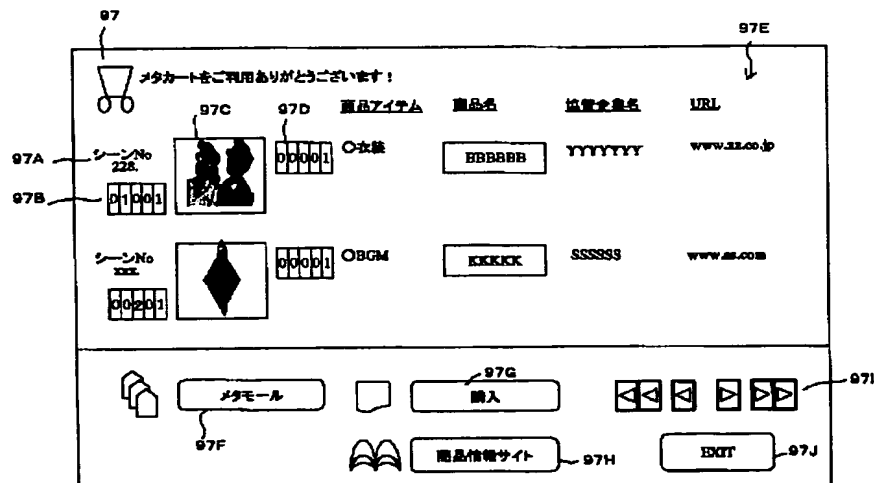 97
97E
メタカートをご利用ありがとうございます！
97C
97D
商品アイテム 商品名 協賛企業名 URL
97A
シーンNo
228.
00001
○衣装
BBBBBB
YYYYYYY
www.zz.co.jp
97B
01001
シーンNo
xxx.
00001
○BGM
KKKKK
SSSSSS
www.ss.com
00201
97G
メタモール
購入
97I
97F
商品情報サイト
97H
EXIT
97J